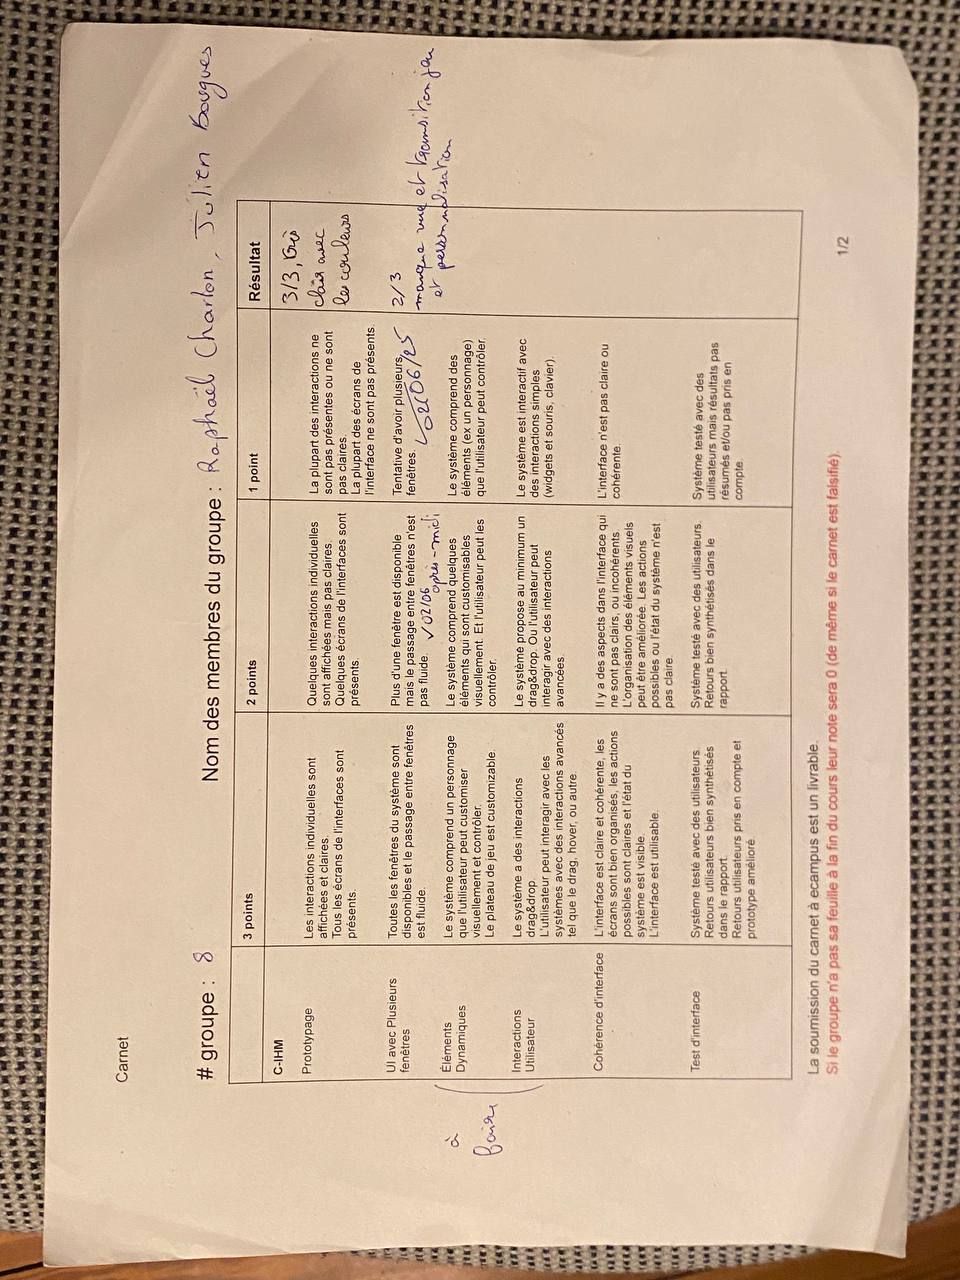 Carnet
# groupe : 8 Nom des membres du groupe : Raphaël Charlon, Julien Bougues
3 points 2 points 1 point Résultat
C-IHM
Prototypage
Les interactions individuelles sont
affichées et claires.
Tous les écrans de l'interfaces sont
présents.
Quelques interactions individuelles
sont affichées mais pas claires.
Quelques écrans de l'interfaces sont
présents.
La plupart des interactions ne
sont pas présentes ou ne sont
pas claires.
La plupart des écrans de
l'interface ne sont pas présents.
3/3, très
clair avec
les couleurs
UI avec Plusieurs
fenêtres
Toutes les fenêtres du système sont
disponibles et le passage entre fenêtres
est fluide.
Plus d'une fenêtre est disponible
mais le passage entre fenêtres n'est
pas fluide. ✓02/06
après-midi
Tentative d'avoir plusieurs
fenêtres. 02/06/25
2/3
manque vue et transition jeu
et personnalisation
à
faire
Éléments
Dynamiques
Le système comprend un personnage
que l'utilisateur peut customiser
visuellement et contrôler.
Le plateau de jeu est customizable.
Le système comprend quelques
éléments qui sont customisables
visuellement. Et l'utilisateur peut les
contrôler.
Le système comprend des
éléments (ex un personnage)
que l'utilisateur peut contrôler.
Interactions
Utilisateur
Le système a des interactions
drag&drop
L'utilisateur peut interagir avec les
systèmes avec des interactions avancés
tel que le drag, hover, ou autre.
Le système propose au minimum un
drag&drop. Ou l'utilisateur peut
interagir avec des interactions
avancées.
Le système est interactif avec
des interactions simples
(widgets et souris, clavier).
Cohérence d'interface
L'interface est claire et cohérente, les
écrans sont bien organisés, les actions
possibles sont claires et l'état du
système est visible.
L'interface est utilisable.
Il y a des aspects dans l'interface qui
ne sont pas clairs, ou incohérents.
L'organisation des éléments visuels
peut être améliorée. Les actions
possibles ou l'état du système n'est
pas claire.
L'interface n'est pas claire ou
cohérente.
Test d'interface
Système testé avec des utilisateurs
Retours utilisateurs bien synthétisés
dans le rapport.
Retours utilisateurs pris en compte et
prototype amélioré.
Système testé avec des utilisateurs.
Retours bien synthétisés dans le
rapport.
Système testé avec des
utilisateurs mais résultats pas
résumés et/ou pas pris en
compte
La soumission du carnet à ecampus est un livrable.
Si le groupe n'a pas sa feuille à la fin du cours leur note sera 0 (de même si le carnet est falsifié).
1/2